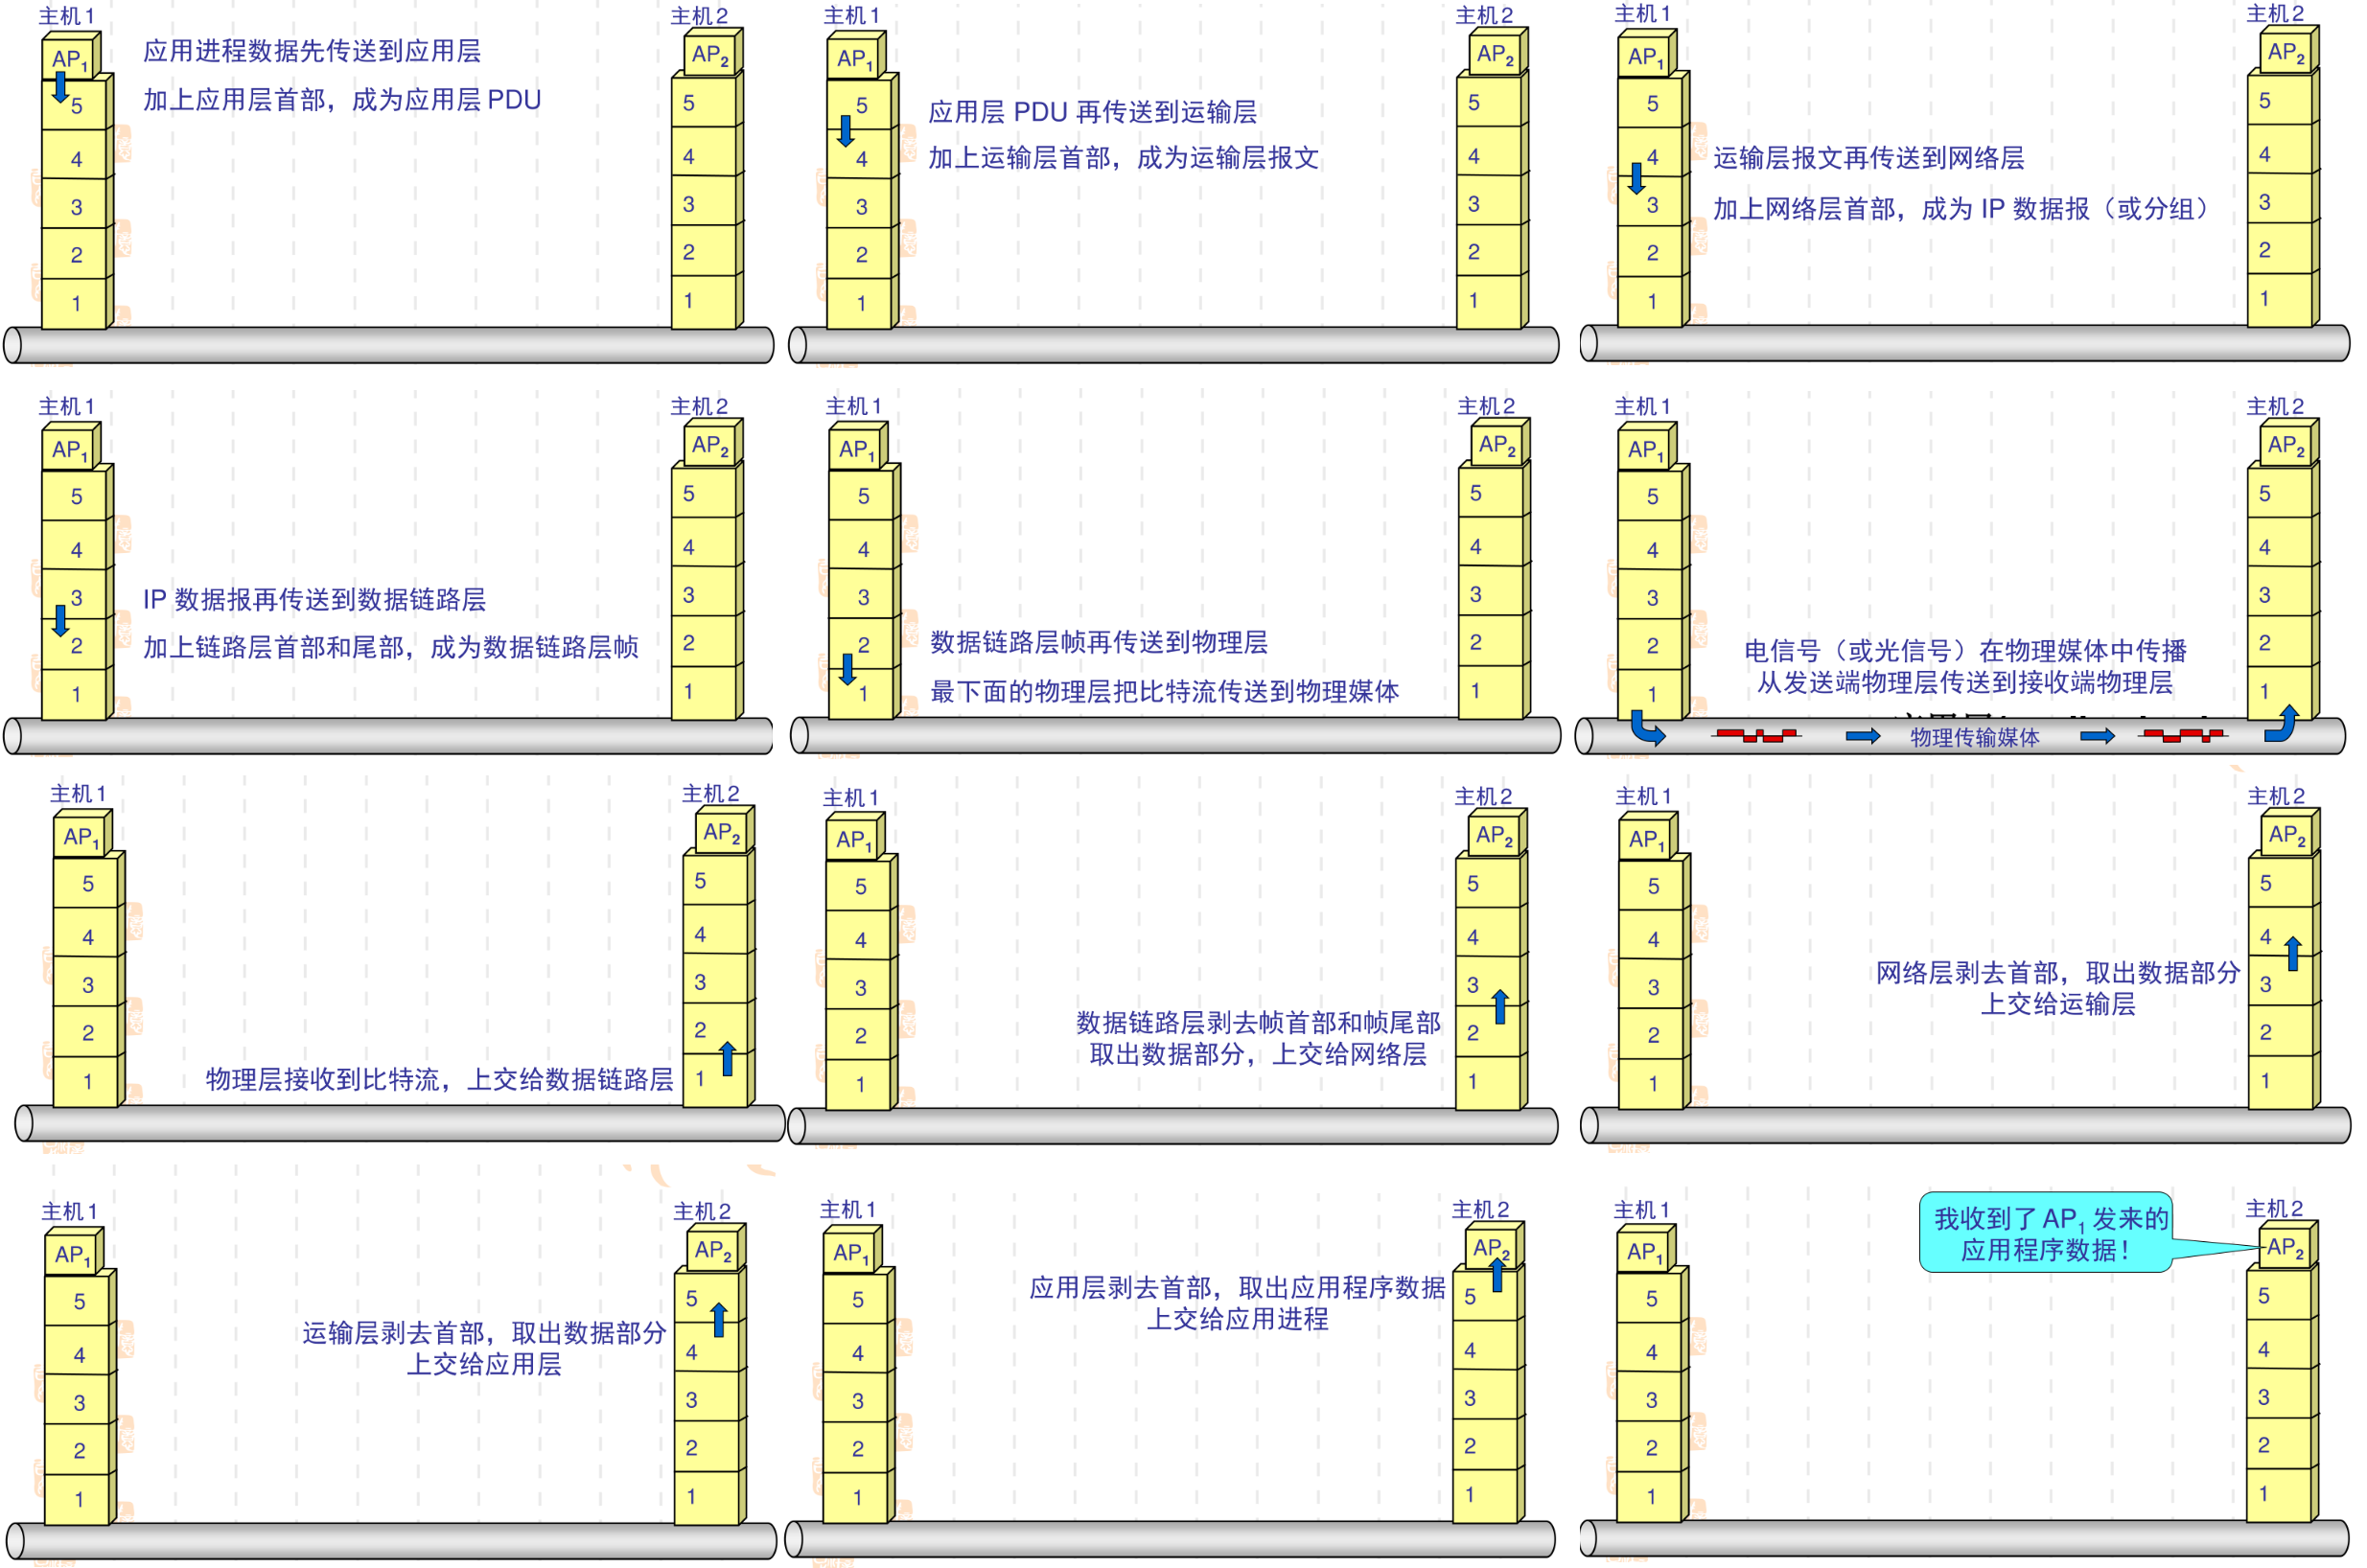 主机 1
主机 2
AP1
AP2
应用进程数据先传送到应用层
加上应用层首部，成为应用层 PDU
5
4
3
2
1
5
4
3
2
1
主机 1
主机 2
AP1
AP2
应用层 PDU 再传送到运输层
加上运输层首部，成为运输层报文
5
4
3
2
1
5
4
3
2
1
主机 1
主机 2
AP1
AP2
运输层报文再传送到网络层
加上网络层首部，成为 IP 数据报（或分组）
5
4
3
2
1
5
4
3
2
1
主机 1
主机 2
AP1
AP2
IP 数据报再传送到数据链路层
加上链路层首部和尾部，成为数据链路层帧
5
4
3
2
1
5
4
3
2
1
主机 1
主机 2
AP1
AP2
数据链路层帧再传送到物理层
最下面的物理层把比特流传送到物理媒体
5
4
3
2
1
5
4
3
2
1
主机 1
主机 2
AP1
AP2
电信号（或光信号）在物理媒体中传播
从发送端物理层传送到接收端物理层
物理传输媒体
5
4
3
2
1
5
4
3
2
1
主机 1
主机 2
AP1
AP2
物理层接收到比特流，上交给数据链路层
5
4
3
2
1
5
4
3
2
1
主机 1
主机 2
AP1
AP2
数据链路层剥去帧首部和帧尾部
取出数据部分，上交给网络层
5
4
3
2
1
5
4
3
2
1
主机 1
主机 2
AP1
AP2
网络层剥去首部，取出数据部分
上交给运输层
5
4
3
2
1
5
4
3
2
1
主机 1
主机 2
AP1
AP2
运输层剥去首部，取出数据部分
上交给应用层
5
4
3
2
1
5
4
3
2
1
主机 1
主机 2
AP1
AP2
应用层剥去首部，取出应用程序数据
上交给应用进程
5
4
3
2
1
5
4
3
2
1
主机 1
主机 2
AP1
AP2
我收到了 AP1 发来的
应用程序数据！
5
4
3
2
1
5
4
3
2
1